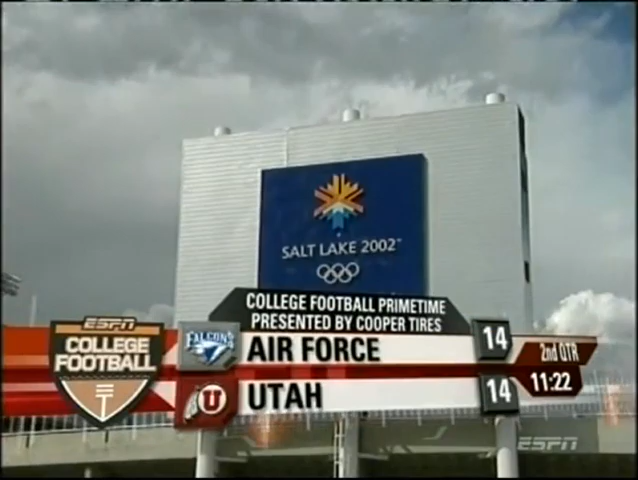 SALT LAKE 2002™
COLLEGE FOOTBALL PRIMETIME
PRESENTED BY COOPER TIRES
ESPN
COLLEGE
FOOTBALL
FALCONS
AIR FORCE
14
2nd QTR
U
UTAH
14
11:22
ESPN